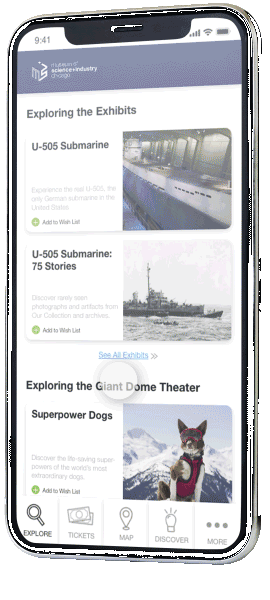 9:41
museum of
science+industry
chicago
Exploring the Exhibits
U-505 Submarine
Experience the real U-505, the
only German submarine in the
United States
Add to Wish List
U-505 Submarine:
75 Stories
Discover rarely seen
photographs and artifacts from
Our Collection and archives.
Add to Wish List
See All Exhibits >>
Exploring the Giant Dome Theater
Superpower Dogs
Discover the life-saving super-
powers of the world's most
extraordinary dogs.
Add to Wish List
EXPLORE
TICKETS
MAP
DISCOVER
MORE